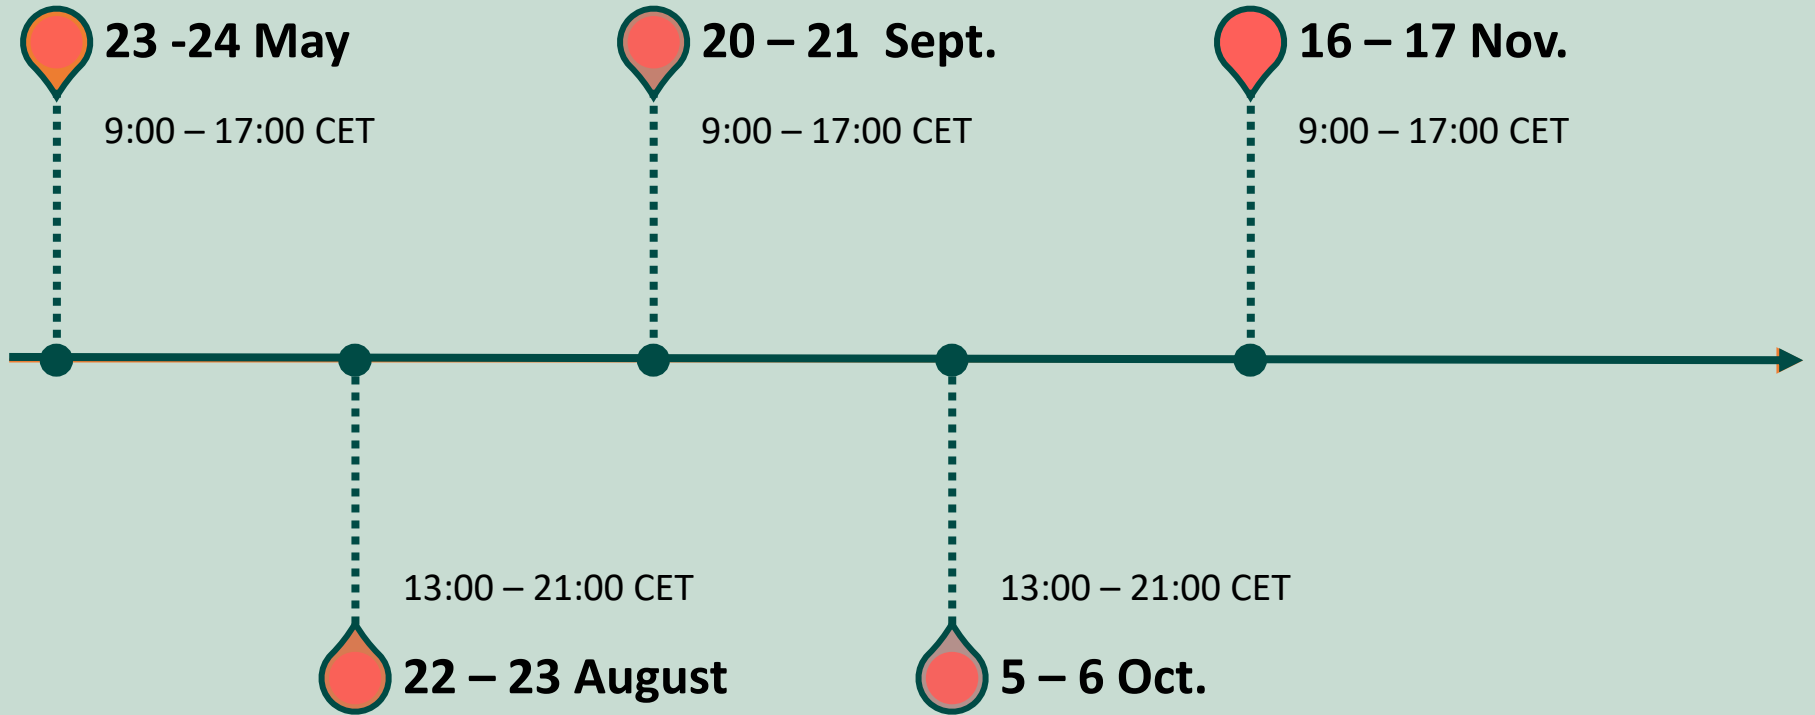 23 -24 May
9:00 – 17:00 CET
20 – 21  Sept.
9:00 – 17:00 CET
16 – 17 Nov.
9:00 – 17:00 CET
13:00 – 21:00 CET
22 – 23 August
13:00 – 21:00 CET
5 – 6 Oct.